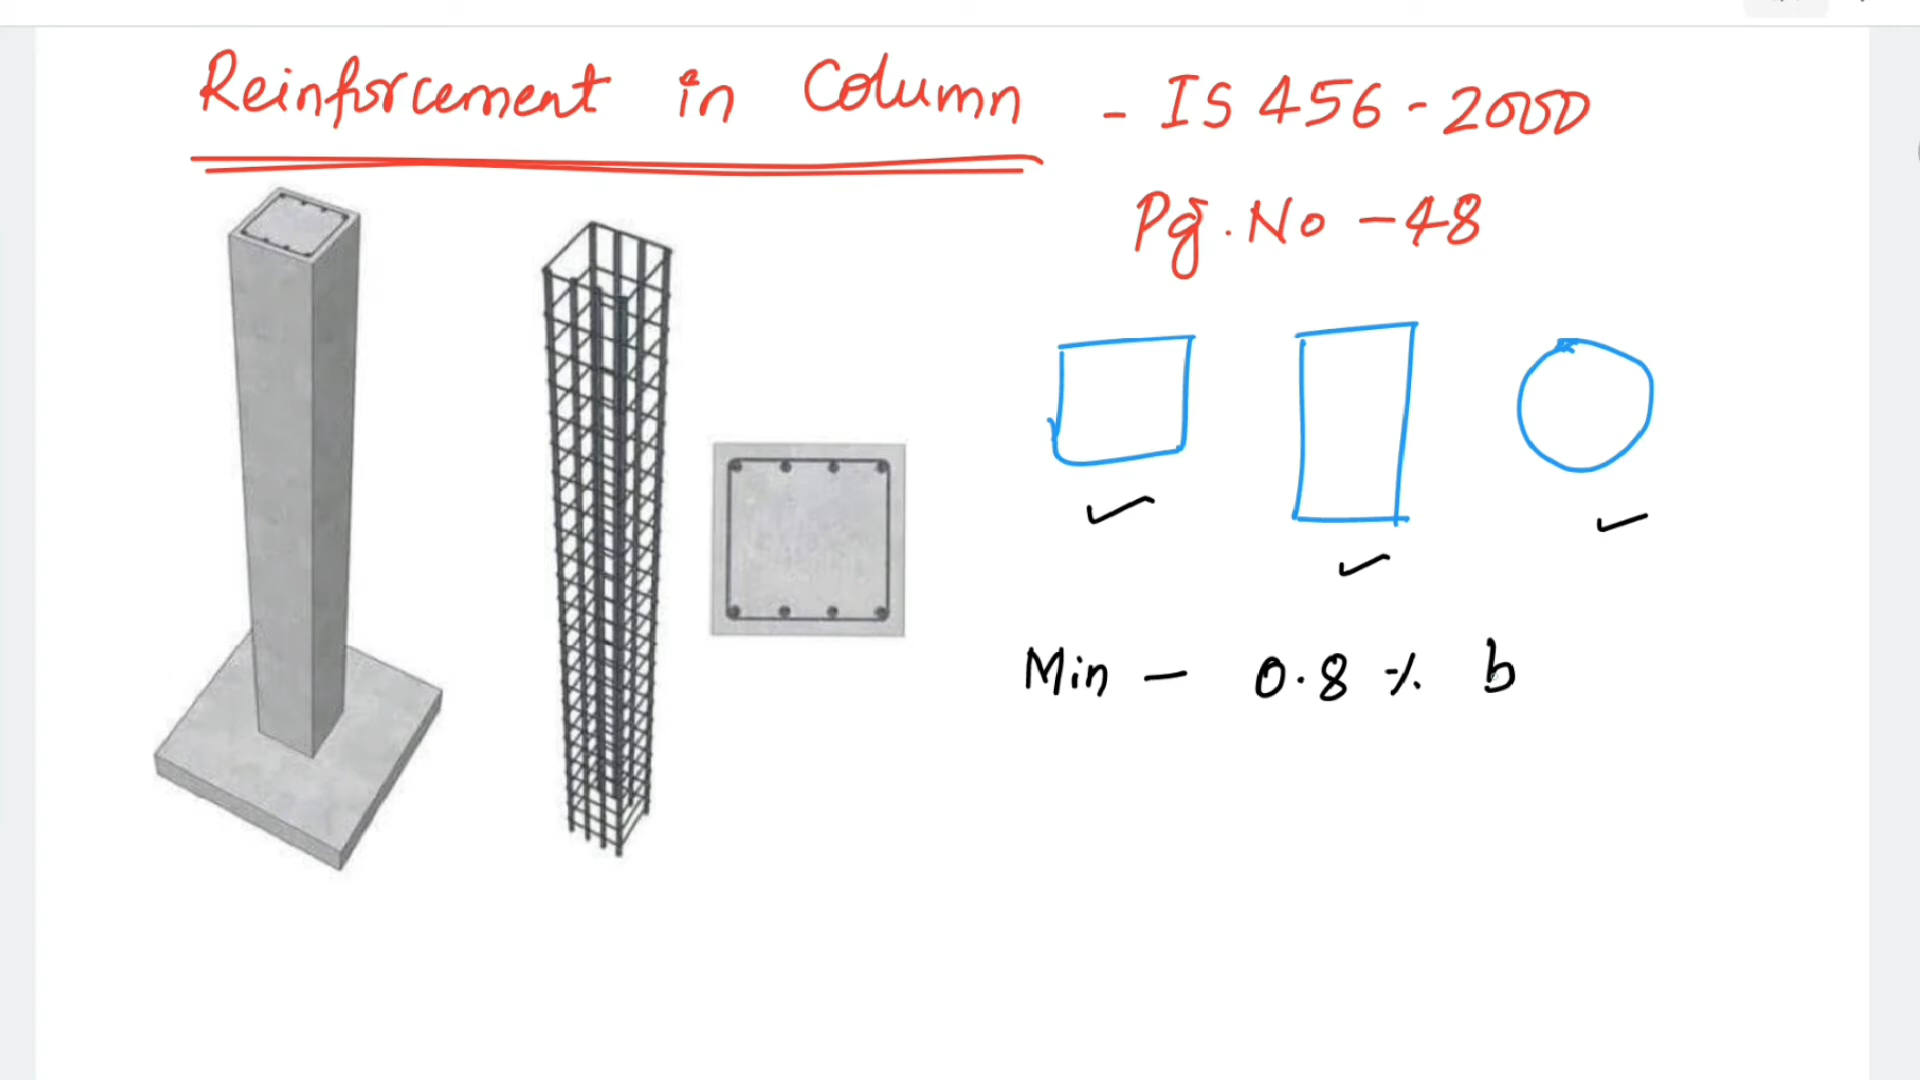 Reinforcement in Column - IS 456 - 2000
Pg. No - 48
Min - 0.8 % b